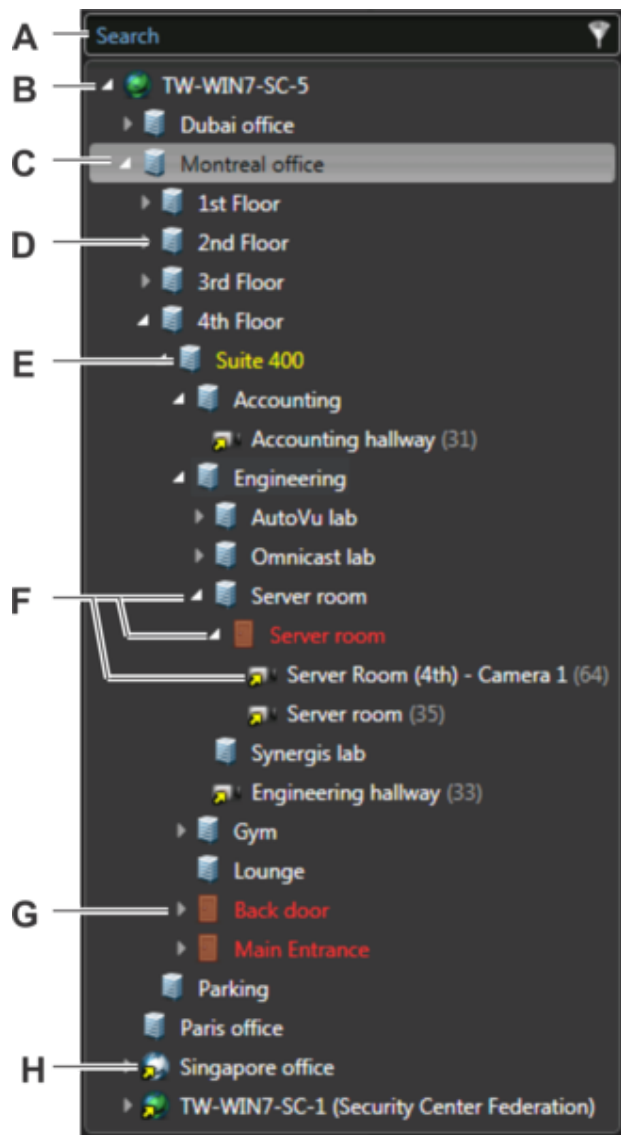 A
Search
B
TW-WIN7-SC-5
Dubai office
C
Montreal office
1st Floor
D
2nd Floor
3rd Floor
4th Floor
E
Suite 400
Accounting
Accounting hallway (31)
Engineering
AutoVu lab
Omnicast lab
F
Server room
Server room
Server Room (4th) - Camera 1 (64)
Server room (35)
Synergis lab
Engineering hallway (33)
Gym
Lounge
G
Back door
Main Entrance
Parking
Paris office
H
Singapore office
TW-WIN7-SC-1 (Security Center Federation)